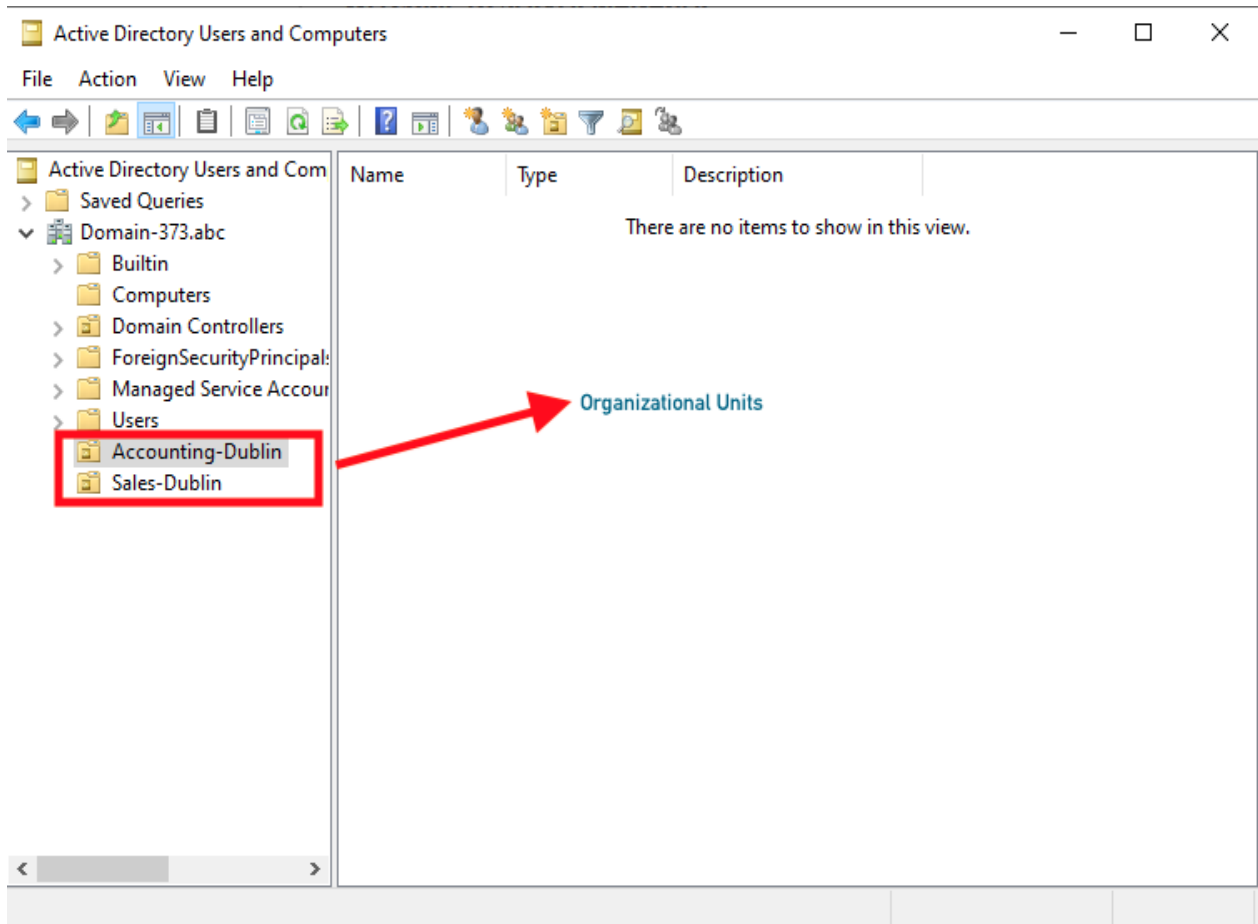 Active Directory Users and Computers
File Action View Help
Active Directory Users and Com
Saved Queries
Domain-373.abc
Builtin
Computers
Domain Controllers
ForeignSecurityPrincipal
Managed Service Accour
Users
Accounting-Dublin
Sales-Dublin
Name Type Description
There are no items to show in this view.
Organizational Units